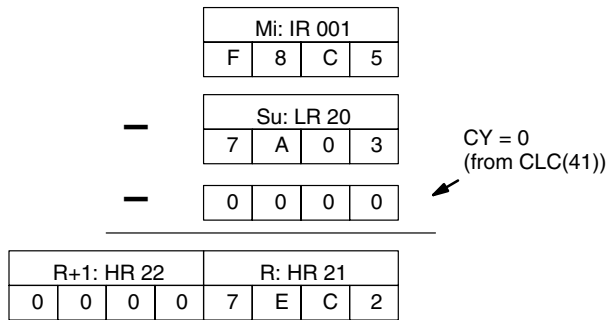 Mi: IR 001
F 8 C 5
Su: LR 20
7 A 0 3
CY = 0
(from CLC(41))
0 0 0 0
R+1: HR 22 R: HR 21
0 0 0 0 7 E C 2